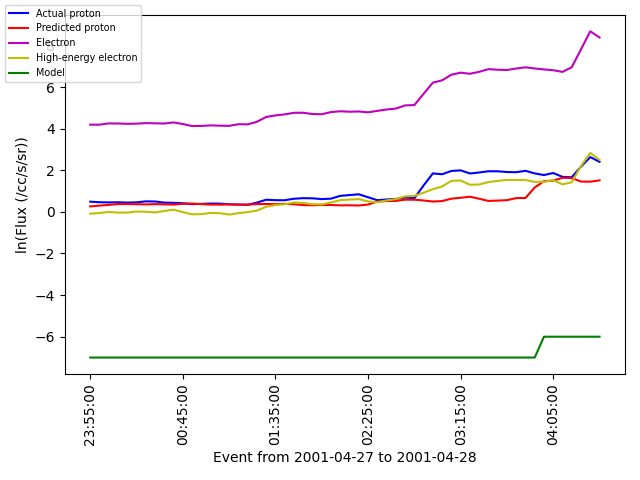 Actual proton
Predicted proton
Electron
High-energy electron
Model
8
6
4
2
0
−2
−4
−6
ln(Flux (/cc/s/sr))
23:55:00
00:45:00
01:35:00
02:25:00
03:15:00
04:05:00
Event from 2001-04-27 to 2001-04-28